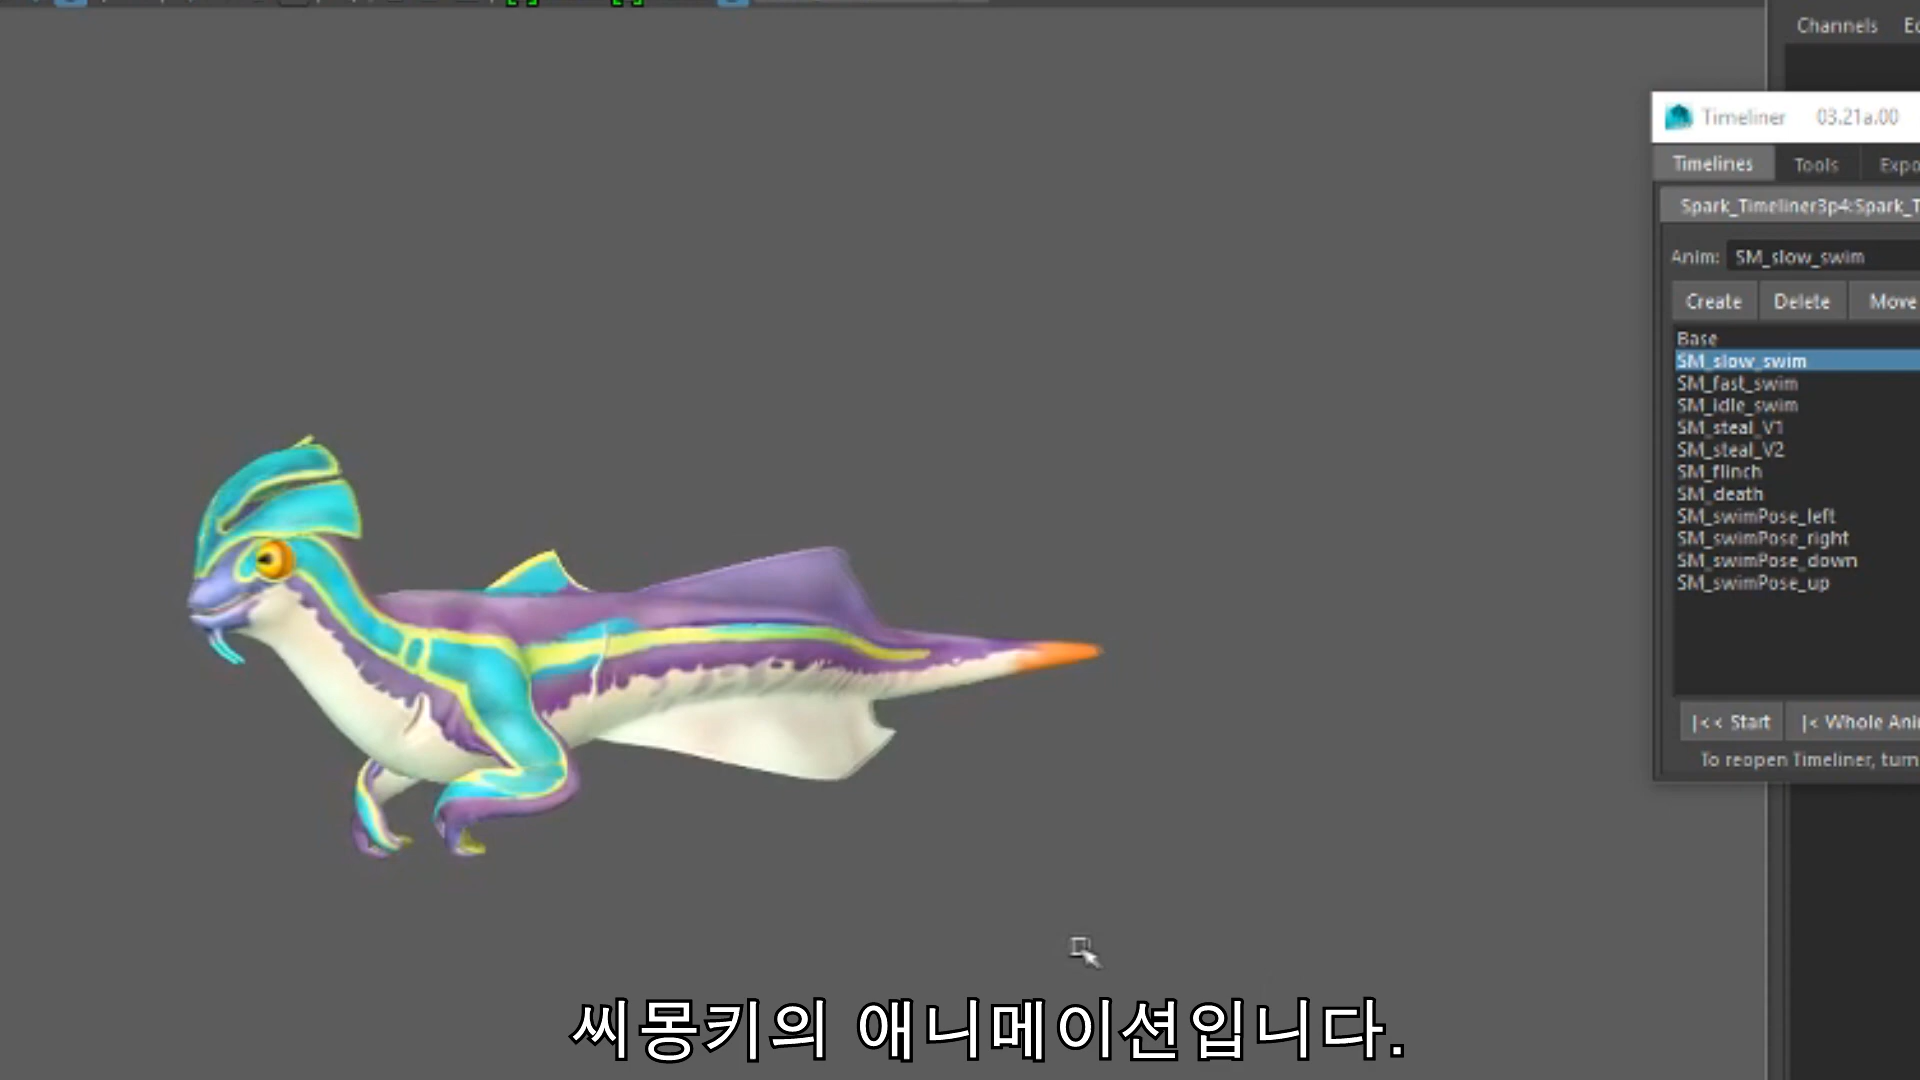 Channels
Timeliner 03.21a.00
Timelines Tools
Spark_Timeliner3p4:Spark_T
Anim: SM_slow_swim
Create Delete Move
Base
SM_slow_swim
SM_fast_swim
SM_idle_swim
SM_steal_V1
SM_steal_V2
SM_flinch
SM_death
SM_swimPose_left
SM_swimPose_right
SM_swimPose_down
SM_swimPose_up
|<< Start |< Whole Ani
To reopen Timeliner, turn
씨몽키의 애니메이션입니다.